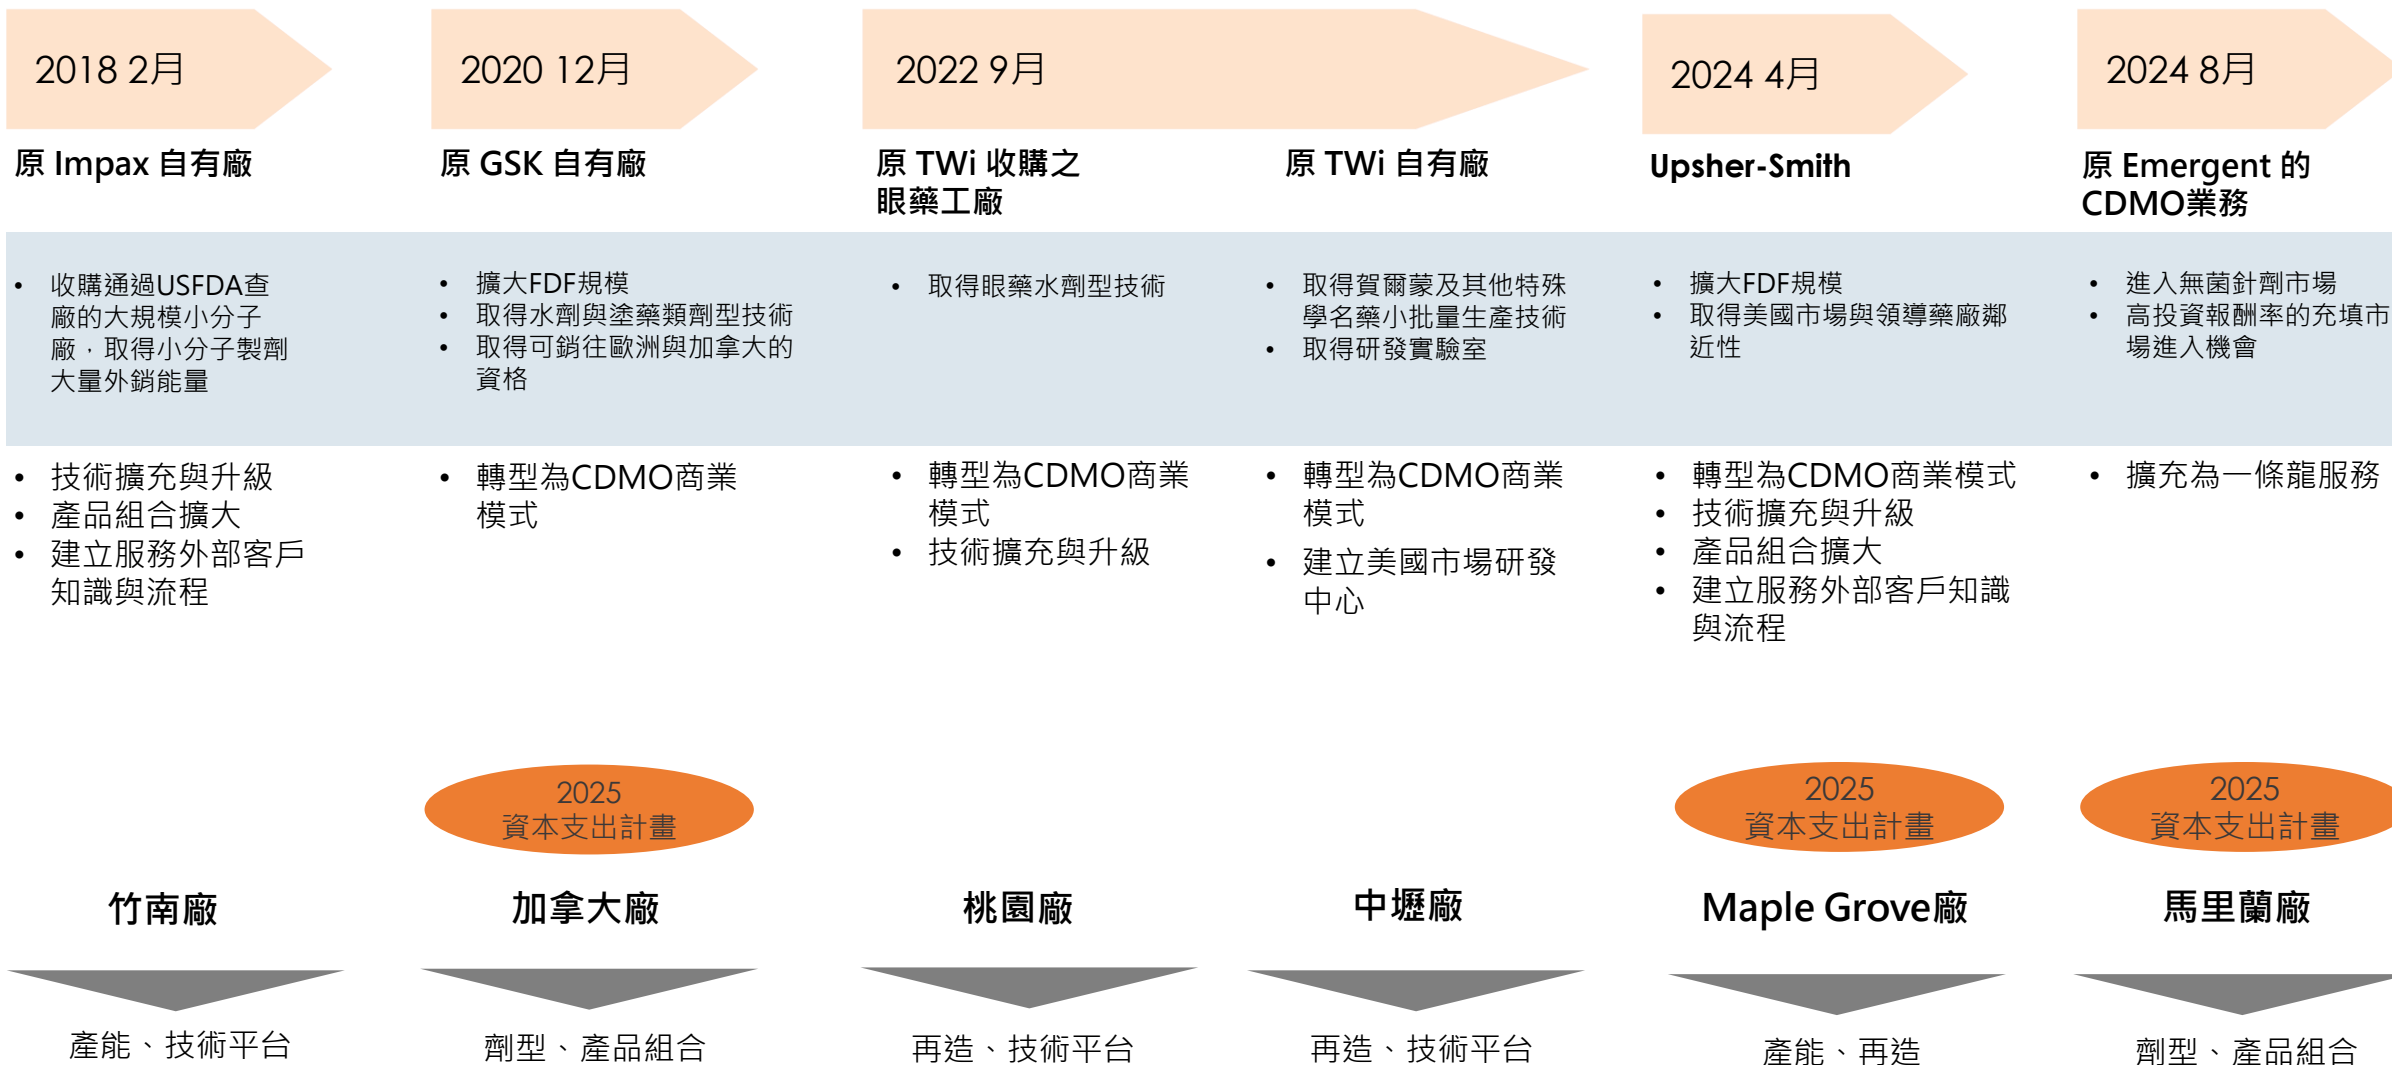 2018 2月
2020 12月
2022 9月
2024 4月
2024 8月
原 Impax 自有廠
原 GSK 自有廠
原 TWi 收購之
眼藥工廠
原 TWi 自有廠
Upsher-Smith
原 Emergent 的
CDMO業務
• 收購通過USFDA查
廠的大規模小分子
廠，取得小分子製劑
大量外銷能量
• 擴大FDF規模
• 取得水劑與塗藥類劑型技術
• 取得可銷往歐洲與加拿大的
資格
• 取得眼藥水劑型技術
• 取得賀爾蒙及其他特殊
學名藥小批量生產技術
• 取得研發實驗室
• 擴大FDF規模
• 取得美國市場與領導藥廠鄰
近性
• 進入無菌針劑市場
• 高投資報酬率的充填市
場進入機會
• 技術擴充與升級
• 產品組合擴大
• 建立服務外部客戶
知識與流程
• 轉型為CDMO商業
模式
• 轉型為CDMO商業
模式
• 技術擴充與升級
• 轉型為CDMO商業
模式
• 建立美國市場研發
中心
• 轉型為CDMO商業模式
• 技術擴充與升級
• 產品組合擴大
• 建立服務外部客戶知識
與流程
• 擴充為一條龍服務
2025
資本支出計畫
2025
資本支出計畫
2025
資本支出計畫
竹南廠
加拿大廠
桃園廠
中壢廠
Maple Grove廠
馬里蘭廠
產能、技術平台
劑型、產品組合
再造、技術平台
再造、技術平台
產能、再造
劑型、產品組合